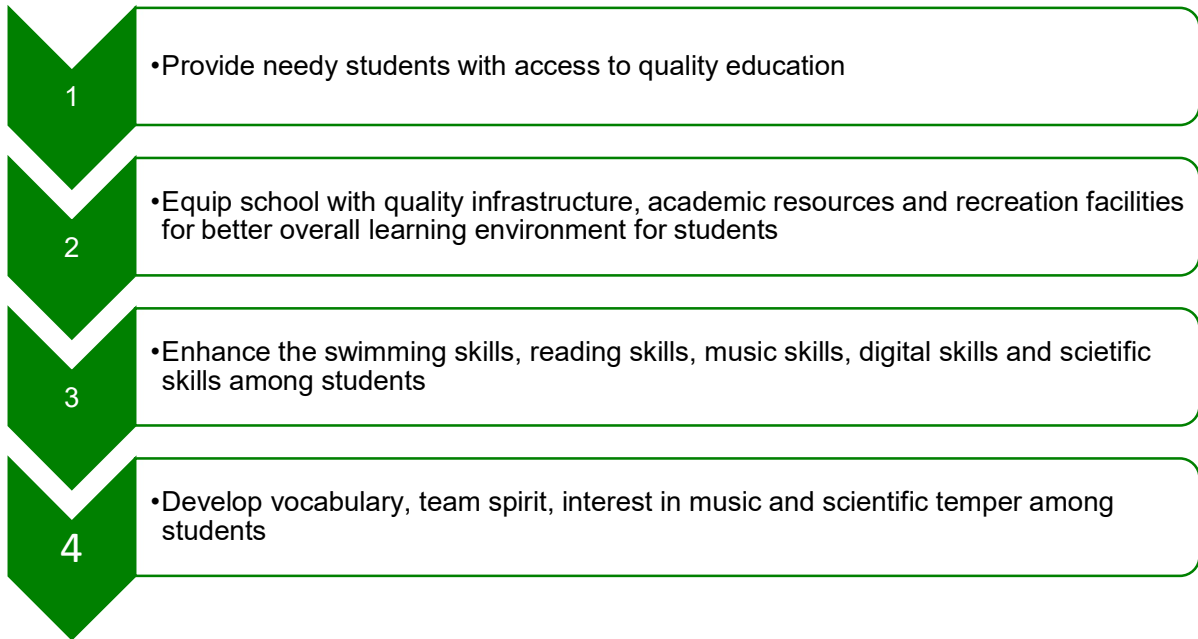 1
•Provide needy students with access to quality education
2
•Equip school with quality infrastructure, academic resources and recreation facilities
for better overall learning environment for students
3
•Enhance the swimming skills, reading skills, music skills, digital skills and scietific
skills among students
4
•Develop vocabulary, team spirit, interest in music and scientific temper among
students